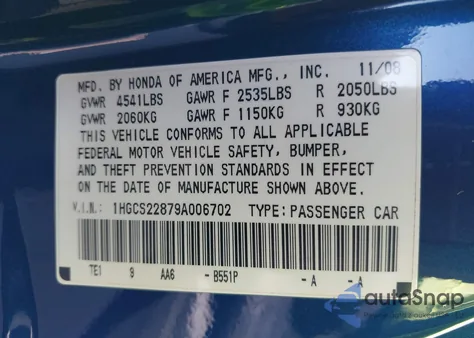 MFD. BY HONDA OF AMERICA MFG., INC. 11/08
GVWR 4541LBS GAWR F 2535LBS R 2050LBS
GVWR 2060KG GAWR F 1150KG R 930KG
THIS VEHICLE CONFORMS TO ALL APPLICABLE
FEDERAL MOTOR VEHICLE SAFETY, BUMPER,
AND THEFT PREVENTION STANDARDS IN EFFECT
ON THE DATE OF MANUFACTURE SHOWN ABOVE.
V.I.N.: 1HGCS22879A006702 TYPE: PASSENGER CAR
TE1 9 AA6 - B551P - A - A
autoSnap